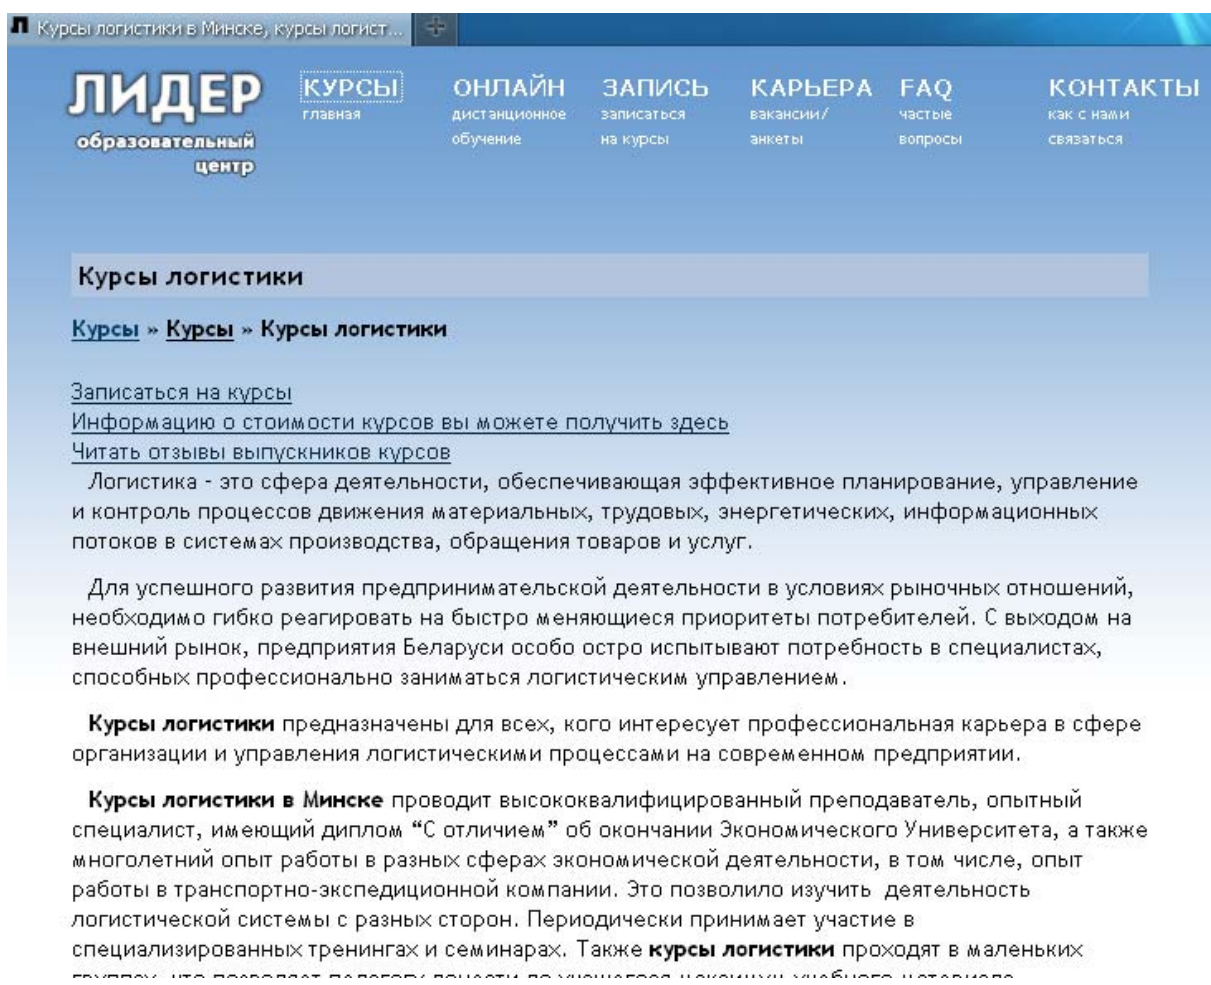 Курсы логистики в Минске, курсы логист...
ЛИДЕР
образовательный
центр
КУРСЫ
главная
ОНЛАЙН
дистанционное
обучение
ЗАПИСЬ
записаться
на курсы
КАРЬЕРА
вакансии/
анкеты
FAQ
частые
вопросы
КОНТАКТЫ
как с нами
связаться
Курсы логистики
Курсы » Курсы » Курсы логистики
Записаться на курсы
Информацию о стоимости курсов вы можете получить здесь
Читать отзывы выпускников курсов
Логистика - это сфера деятельности, обеспечивающая эффективное планирование, управление
и контроль процессов движения материальных, трудовых, энергетических, информационных
потоков в системах производства, обращения товаров и услуг.
Для успешного развития предпринимательской деятельности в условиях рыночных отношений,
необходимо гибко реагировать на быстро меняющиеся приоритеты потребителей. С выходом на
внешний рынок, предприятия Беларуси особо остро испытывают потребность в специалистах,
способных профессионально заниматься логистическим управлением.
Курсы логистики предназначены для всех, кого интересует профессиональная карьера в сфере
организации и управления логистическими процессами на современном предприятии.
Курсы логистики в Минске проводит высококвалифицированный преподаватель, опытный
специалист, имеющий диплом “С отличием” об окончании Экономического Университета, а также
многолетний опыт работы в разных сферах экономической деятельности, в том числе, опыт
работы в транспортно-экспедиционной компании. Это позволило изучить деятельность
логистической системы с разных сторон. Периодически принимает участие в
специализированных тренингах и семинарах. Также курсы логистики проходят в маленьких